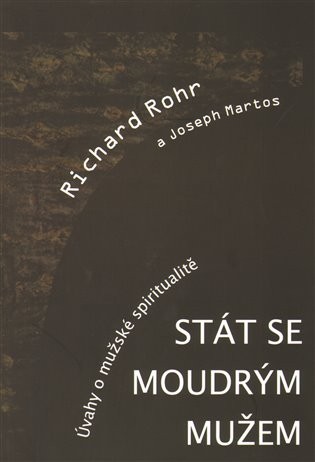 Richard Rohr
a Joseph Martos
Úvahy o mužské spiritualitě
STÁT SE
MOUDRÝM
MUŽEM